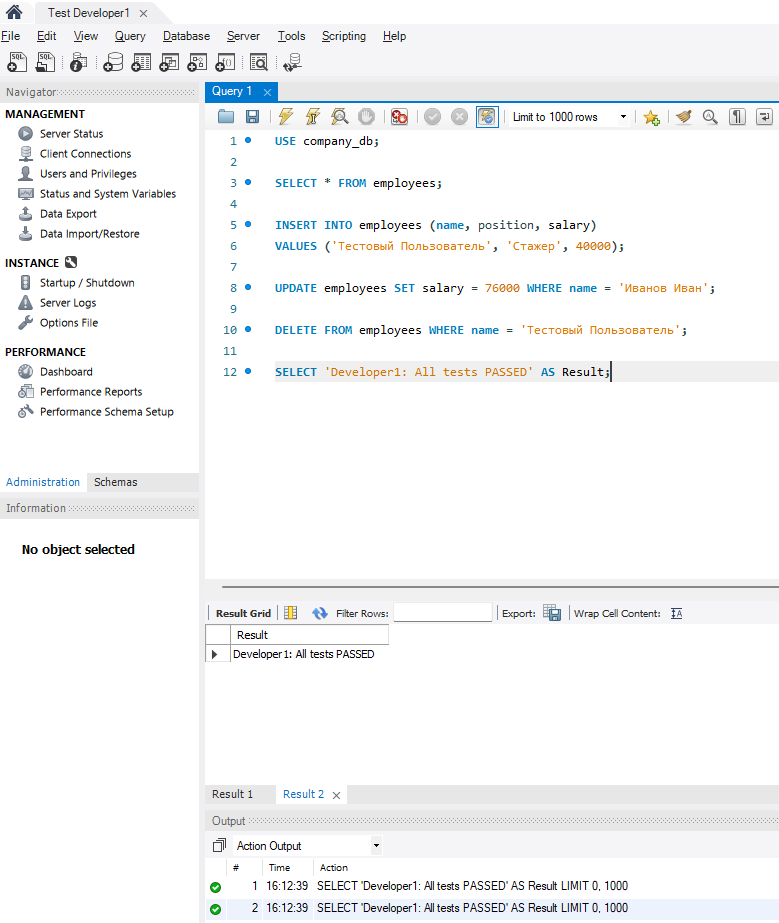 Test Developer1
File Edit View Query Database Server Tools Scripting Help
Navigator
MANAGEMENT
Server Status
Client Connections
Users and Privileges
Status and System Variables
Data Export
Data Import/Restore
INSTANCE
Startup / Shutdown
Server Logs
Options File
PERFORMANCE
Dashboard
Performance Reports
Performance Schema Setup
Administration Schemas
Information
No object selected
Query 1
Limit to 1000 rows
1 USE company_db;
2
3 SELECT * FROM employees;
4
5 INSERT INTO employees (name, position, salary)
6 VALUES ('Тестовый Пользователь', 'Стажер', 40000);
7
8 UPDATE employees SET salary = 76000 WHERE name = 'Иванов Иван';
9
10 DELETE FROM employees WHERE name = 'Тестовый Пользователь';
11
12 SELECT 'Developer1: All tests PASSED' AS Result;
Result Grid Filter Rows: Export: Wrap Cell Content:
Result
Developer1: All tests PASSED
Result 1 Result 2
Output
Action Output
# Time Action
1 16:12:39 SELECT 'Developer1: All tests PASSED' AS Result LIMIT 0, 1000
2 16:12:39 SELECT 'Developer1: All tests PASSED' AS Result LIMIT 0, 1000